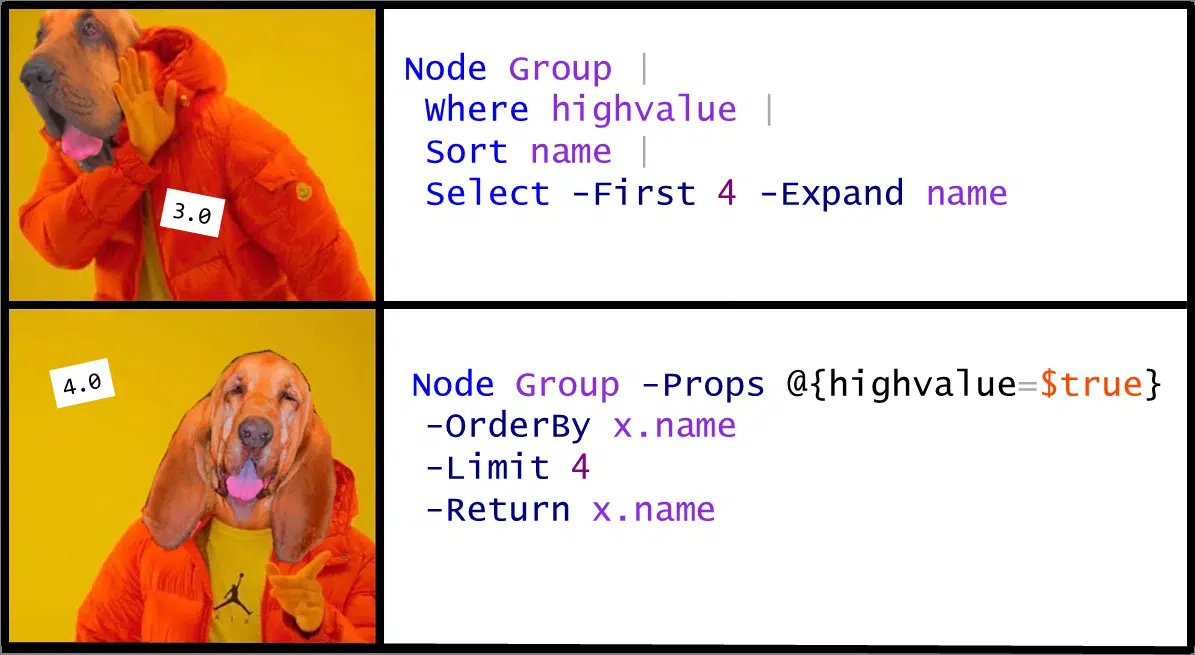 3.0
Node Group |
Where highvalue |
Sort name |
Select -First 4 -Expand name
4.0
Node Group -Props @{highvalue=$true}
-OrderBy x.name
-Limit 4
-Return x.name
AIR